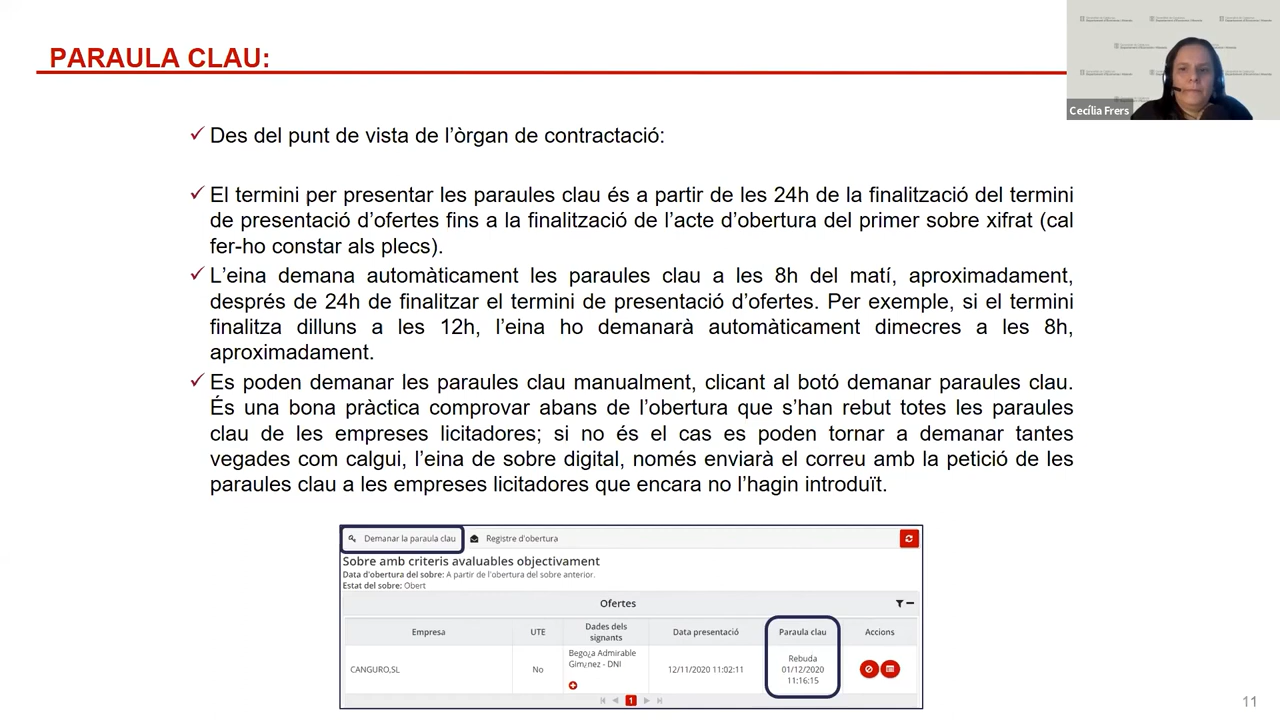 PARAULA CLAU:
Cecília Frers
✓ Des del punt de vista de l’òrgan de contractació:
✓ El termini per presentar les paraules clau és a partir de les 24h de la finalització del termini
de presentació d’ofertes fins a la finalització de l’acte d’obertura del primer sobre xifrat (cal
fer-ho constar als plecs).
✓ L’eina demana automàticament les paraules clau a les 8h del matí, aproximadament,
després de 24h de finalitzar el termini de presentació d’ofertes. Per exemple, si el termini
finalitza dilluns a les 12h, l’eina ho demanarà automàticament dimecres a les 8h,
aproximadament.
✓ Es poden demanar les paraules clau manualment, clicant al botó demanar paraules clau.
És una bona pràctica comprovar abans de l’obertura que s’han rebut totes les paraules
clau de les empreses licitadores; si no és el cas es poden tornar a demanar tantes
vegades com calgui, l’eina de sobre digital, només enviarà el correu amb la petició de les
paraules clau a les empreses licitadores que encara no l’hagin introduït.
Demanar la paraula clau Registre d'obertura
Sobre amb criteris avaluables objectivament
Data d'obertura del sobre: A partir de l'obertura del sobre anterior.
Estat del sobre: Obert
Ofertes
Empresa UTE Dades dels signants Data presentació Paraula clau Accions
CANGURO,SL No Bego¿a Admirable Gim¿nez - DNI 12/11/2020 11:02:11 Rebuda 01/12/2020 11:16:15
1
11